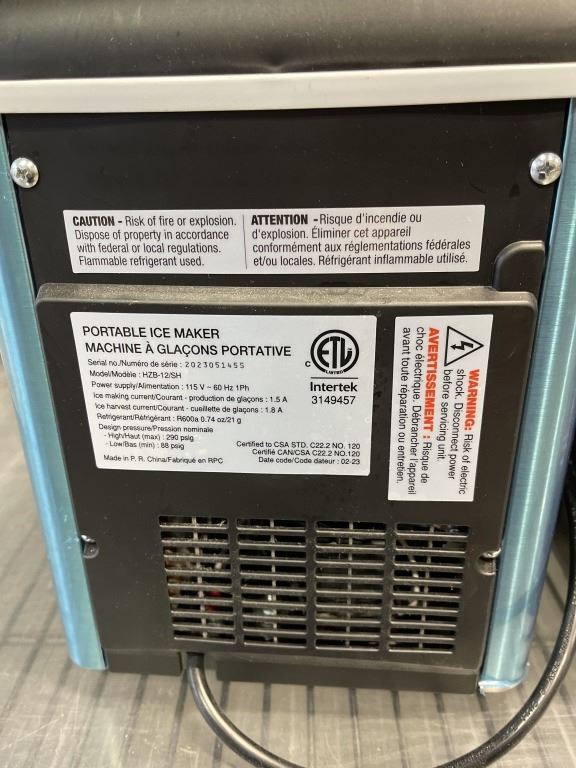 CAUTION - Risk of fire or explosion.
Dispose of property in accordance
with federal or local regulations.
Flammable refrigerant used.
ATTENTION - Risque d'incendie ou
d'explosion. Éliminer cet appareil
conformément aux réglementations fédérales
et/ou locales. Réfrigérant inflammable utilisé.
PORTABLE ICE MAKER
MACHINE À GLAÇONS PORTATIVE
Serial no./Numéro de série : 2023051455
Model/Modèle : HZB-12/SH
Power supply/Alimentation : 115 V ~ 60 Hz 1Ph
Ice making current/Courant - production de glaçons : 1.5 A
Ice harvest current/Courant - cueillette de glaçons : 1.8 A
Refrigerant/Réfrigérant : R600a 0.74 oz/21 g
Design pressure/Pression nominale
- High/Haut (max) : 290 psig
- Low/Bas (min) : 88 psig
Made in P. R. China/Fabriqué en RPC
C ETL
LISTED
Intertek
3149457
Certified to CSA STD. C22.2 NO. 120
Certifié CAN/CSA C22.2 NO.120
Date code/Code dateur : 02-23
WARNING: Risk of electric
shock. Disconnect power
before servicing unit.
AVERTISSEMENT : Risque de
choc électrique. Débrancher l'appareil
avant toute réparation ou entretien.